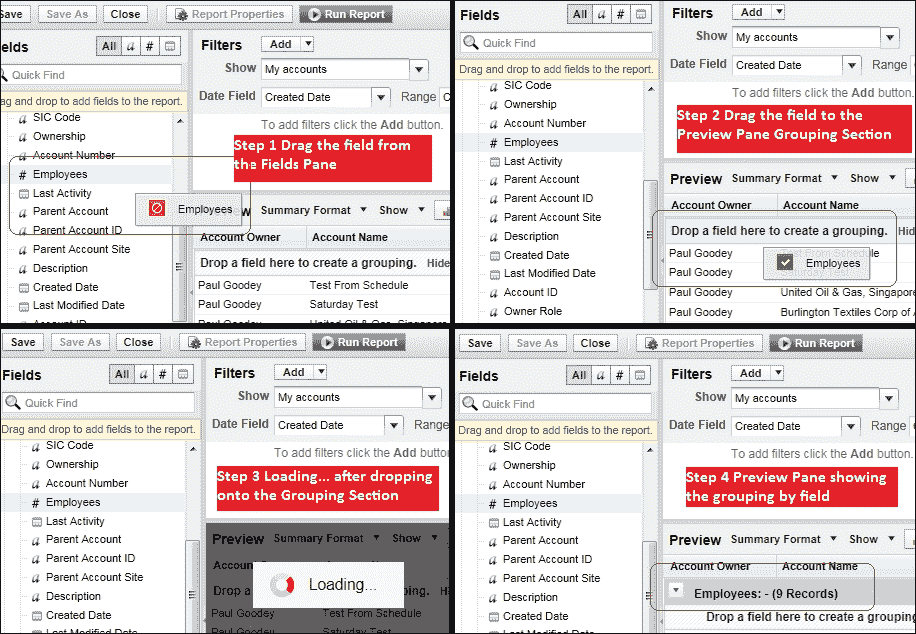 ave
Save As
Close
Report Properties
Run Report
elds
All
a
#
Quick Find
ag and drop to add fields to the report.
SIC Code
Ownership
Account Number
Employees
Last Activity
Parent Account
Parent Account ID
Parent Account Site
Description
Created Date
Last Modified Date
Account ID
Filters
Add
Show
My accounts
Date Field
Created Date
Range
C
To add filters click the Add button.
Step 1 Drag the field from
the Fields Pane
Employees
Summary Format
Show
Account Owner
Account Name
Drop a field here to create a grouping.
Hide
Paul Goodey
Test From Schedule
Paul Goodey
Saturday Test
Paul Goodey
United Oil & Gas, Singapore
Fields
All
a
#
Quick Find
Drag and drop to add fields to the report.
SIC Code
Ownership
Account Number
Employees
Last Activity
Parent Account
Parent Account ID
Parent Account Site
Description
Created Date
Last Modified Date
Account ID
Owner Role
Filters
Add
Show
My accounts
Date Field
Created Date
Range
To add filters click the Add button.
Step 2 Drag the field to the
Preview Pane Grouping Section
Preview
Summary Format
Show
Account Owner
Account Name
Drop a field here to create a grouping.
Hid
Paul Goodey
Test From Schedule
Paul Goodey
Saturday Test
Employees
Paul Goodey
United Oil & Gas, Singapore
Paul Goodey
Burlington Textiles Corp of A
Save
Save As
Close
Report Properties
Run Report
Fields
All
a
#
Quick Find
Drag and drop to add fields to the report.
SIC Code
Ownership
Account Number
Employees
Last Activity
Parent Account
Parent Account ID
Parent Account Site
Description
Created Date
Last Modified Date
Filters
Add
Show
My accounts
Date Field
Created Date
Range
To add filters click the Add button
Step 3 Loading... after dropping
onto the Grouping Section
Preview
Summary Format
Show
Loading...
Paul Goodey
Test From Schedule
Paul Goodey
Saturday Test
Save
Save As
Close
Report Properties
Run Report
Fields
All
a
#
Quick Find
Drag and drop to add fields to the report.
SIC Code
Ownership
Account Number
Employees
Last Activity
Parent Account
Parent Account ID
Parent Account Site
Description
Created Date
Last Modified Date
Filters
Add
Show
My accounts
Date Field
Created Date
Range
To add filters click the Add button.
Step 4 Preview Pane showing
the grouping by field
Preview
Summary Format
Show
Account Owner
Account Name
Employees: - (9 Records)
Drop a field here to create a grouping